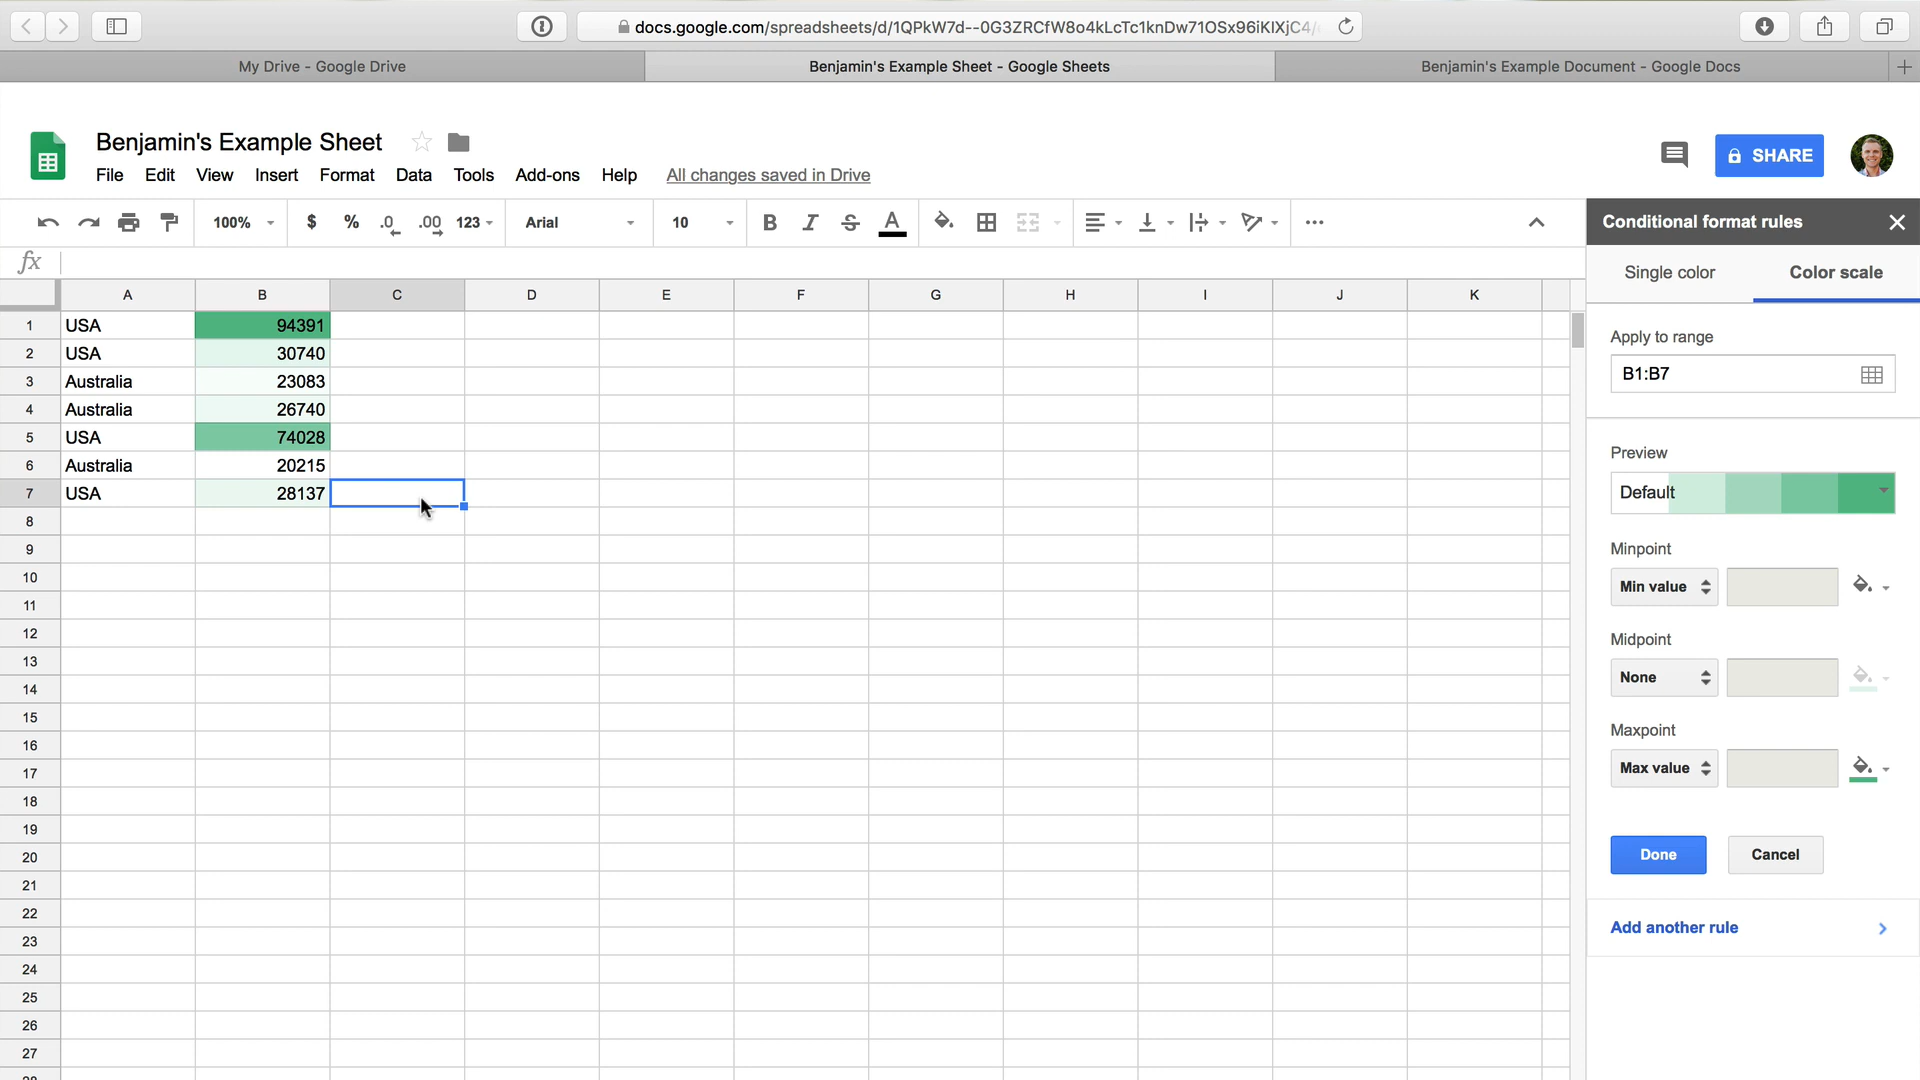 docs.google.com/spreadsheets/d/1QPkW7d--0G3ZRCfW8o4kLcTc1knDw71OSx96iKIXjC4/
My Drive - Google Drive
Benjamin's Example Sheet - Google Sheets
Benjamin's Example Document - Google Docs
Benjamin's Example Sheet
File Edit View Insert Format Data Tools Add-ons Help All changes saved in Drive
SHARE
100% $ % .0 .00 123 Arial 10 B I S A
fx
A B C D E F G H I J K
1 USA 94391
2 USA 30740
3 Australia 23083
4 Australia 26740
5 USA 74028
6 Australia 20215
7 USA 28137
8
9
10
11
12
13
14
15
16
17
18
19
20
21
22
23
24
25
26
27
28
Conditional format rules
Single color Color scale
Apply to range
B1:B7
Preview
Default
Minpoint
Min value
Midpoint
None
Maxpoint
Max value
Done Cancel
Add another rule